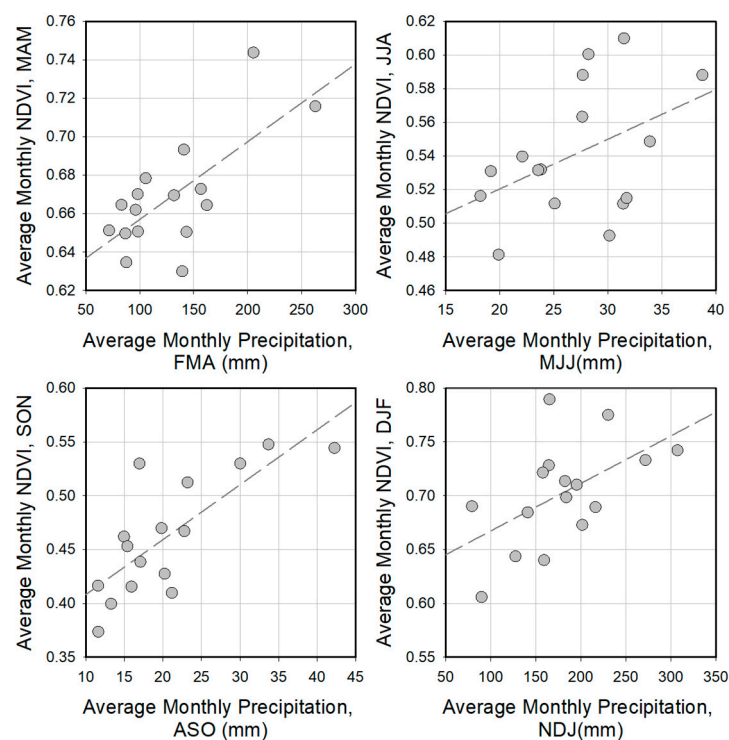 Average Monthly NDVI, MAM
0.76
0.74
0.72
0.70
0.68
0.66
0.64
0.62
50 100 150 200 250 300
Average Monthly Precipitation,
FMA (mm)
Average Monthly NDVI, JJA
0.62
0.60
0.58
0.56
0.54
0.52
0.50
0.48
0.46
15 20 25 30 35 40
Average Monthly Precipitation,
MJJ(mm)
Average Monthly NDVI, SON
0.60
0.55
0.50
0.45
0.40
0.35
10 15 20 25 30 35 40 45
Average Monthly Precipitation,
ASO (mm)
Average Monthly NDVI, DJF
0.80
0.75
0.70
0.65
0.60
0.55
50 100 150 200 250 300 350
Average Monthly Precipitation,
NDJ(mm)